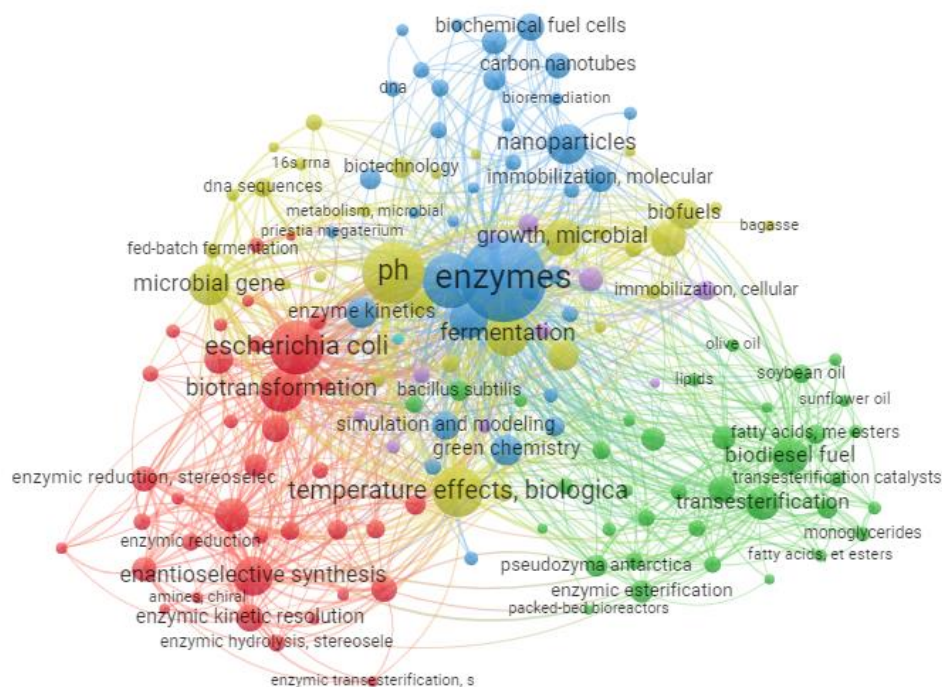 biochemical fuel cells
carbon nanotubes
dna
bioremediation
nanoparticles
16s rrna
biotechnology
immobilization, molecular
dna sequences
metabolism, microbial
biofuels
priestia megaterium
growth, microbial
bagasse
fed-batch fermentation
ph
enzymes
microbial gene
immobilization, cellular
enzyme kinetics
fermentation
escherichia coli
olive oil
biotransformation
bacillus subtilis
lipids
soybean oil
sunflower oil
simulation and modeling
fatty acids, me esters
green chemistry
biodiesel fuel
enzymic reduction, stereoselec
transesterification catalysts
temperature effects, biologica
transesterification
enzymic reduction
monoglycerides
fatty acids, et esters
enantioselective synthesis
pseudozyma antarctica
amines, chiral
enzymic esterification
packed-bed bioreactors
enzymic kinetic resolution
enzymic hydrolysis, stereosele
enzymic transesterification, s